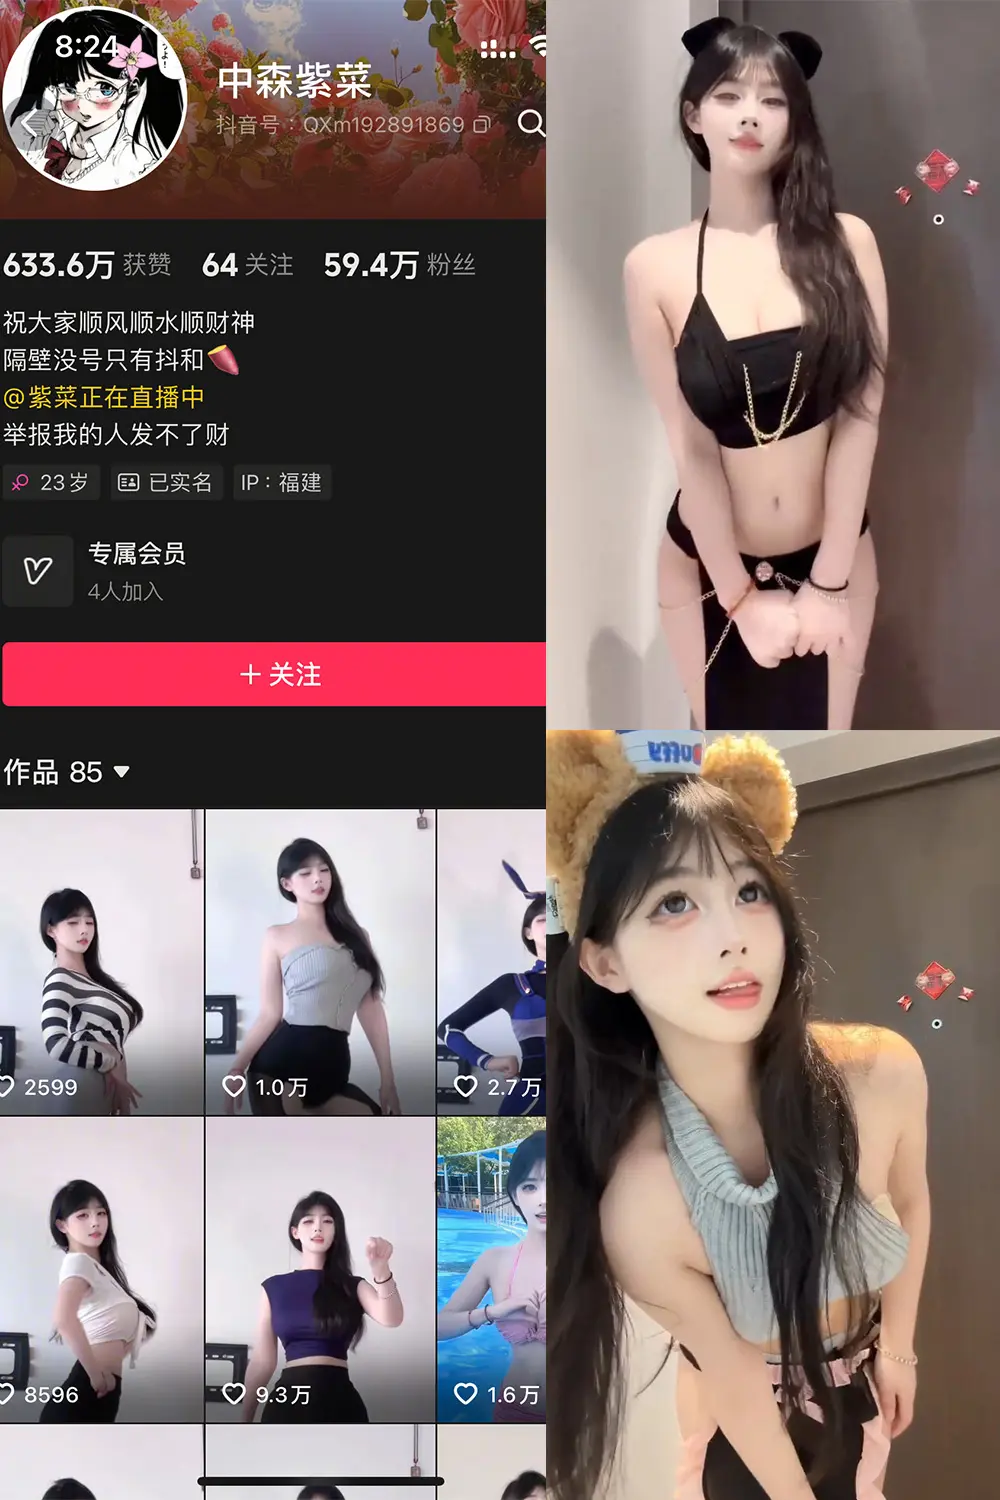 8:24
中森紫菜
抖音号：QXm192891869
633.6万 获赞 64 关注 59.4万 粉丝
祝大家顺风顺水顺财神
隔壁没号只有抖和🍠
@紫菜正在直播中
举报我的人发不了财
23岁 已实名 IP：福建
专属会员
4人加入
+ 关注
作品 85
2599 1.0万 2.7万
8596 9.3万 1.6万
Duffy